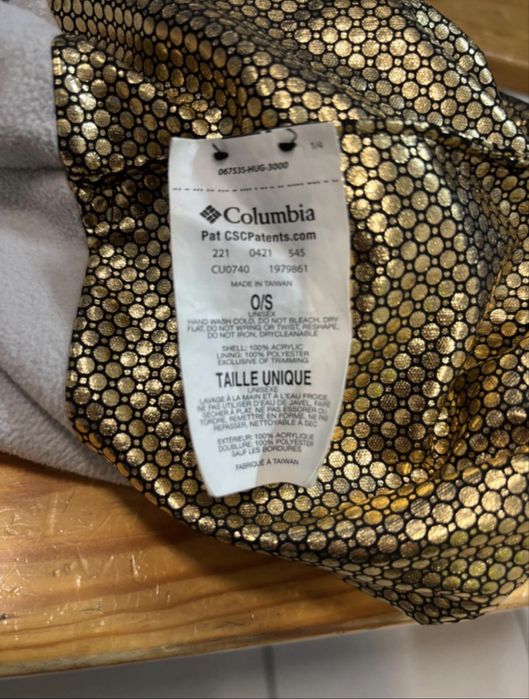 1/4
067535-HUG-3000
Columbia
Pat CSCPatents.com
221 0421 545
CU0740 1979861
MADE IN TAIWAN
O/S
UNISEX
HAND WASH COLD, DO NOT BLEACH, DRY
FLAT, DO NOT WRING OR TWIST, RESHAPE,
DO NOT IRON, DRYCLEANABLE
SHELL: 100% ACRYLIC
LINING: 100% POLYESTER
EXCLUSIVE OF TRIMMING
TAILLE UNIQUE
UNISEXE
LAVAGE À LA MAIN ET À L'EAU FROIDE,
NE PAS UTILISER D'EAU DE JAVEL, FAIRE
SÉCHER À PLAT, NE PAS ESSORER OU
TORDRE, REMETTRE EN FORME, NE PAS
REPASSER, NETTOYABLE À SEC
EXTÉRIEUR: 100% ACRYLIQUE
DOUBLURE: 100% POLYESTER
SAUF LES BORDURES
FABRIQUÉ À TAIWAN